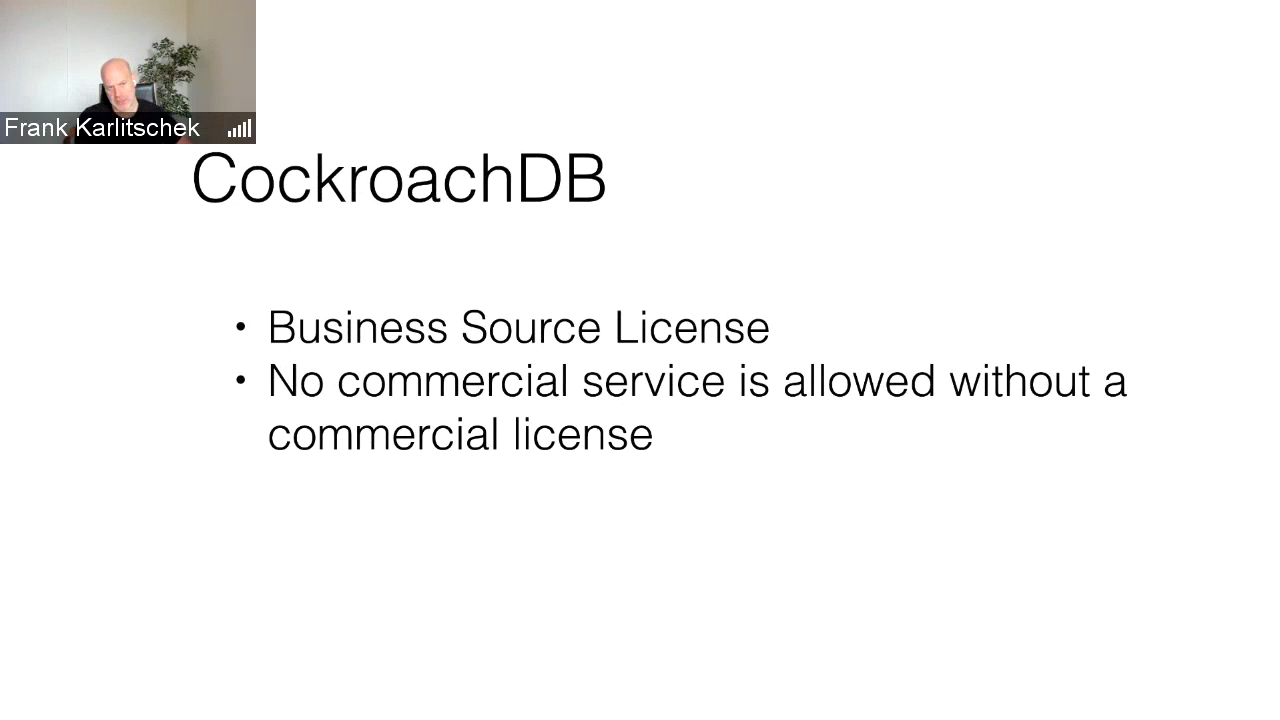 Frank Karlitschek
CockroachDB
• Business Source License
• No commercial service is allowed without a
commercial license